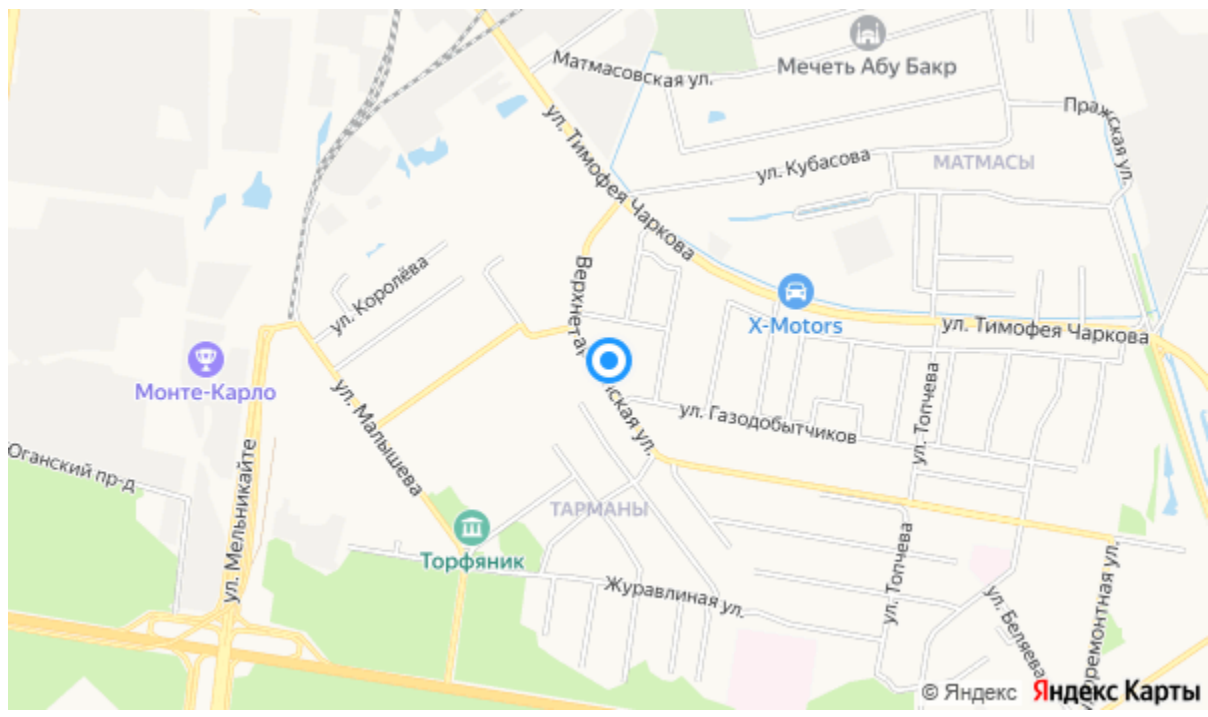 Матмасовская ул.
Мечеть Абу Бакр
Пражская ул.
ул. Тимофея Чаркова
ул. Кубасова
МАТМАСЫ
ул. Королёва
X-Motors
ул. Тимофея Чаркова
Монте-Карло
ул. Малышева
ул. Газодобытчиков
ул. Топчева
Юганский пр-д
ул. Мельникайте
ТАРМАНЫ
Торфяник
ул. Топчева
Журавлиная ул.
ул. Беляева
© Яндекс Яндекс Карты